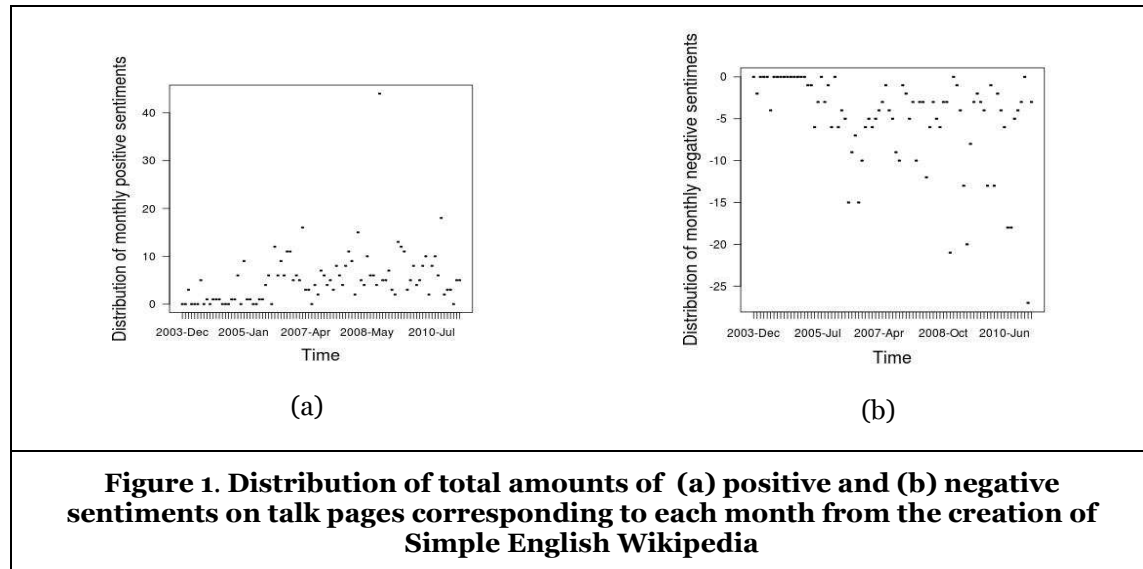 Distribution of monthly positive sentiments
40
30
20
10
0
2003-Dec 2005-Jan 2007-Apr 2008-May 2010-Jul
Time
(a)
Distribution of monthly negative sentiments
0
-5
-10
-15
-20
-25
2003-Dec 2005-Jul 2007-Apr 2008-Oct 2010-Jun
Time
(b)
Figure 1. Distribution of total amounts of (a) positive and (b) negative
sentiments on talk pages corresponding to each month from the creation of
Simple English Wikipedia